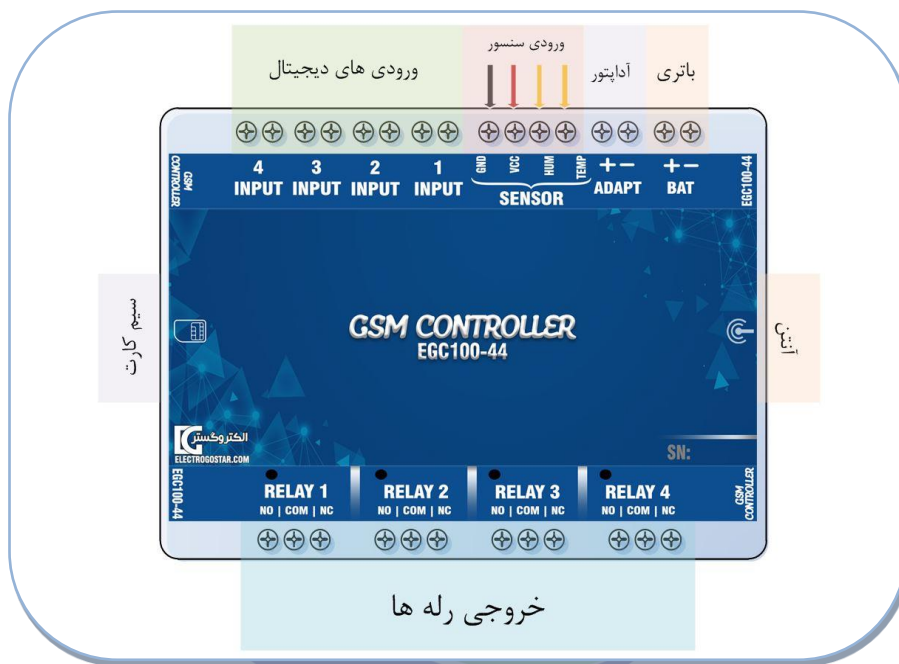 ورودی های دیجیتال
ورودی سنسور
آداپتور
باتری
GSM
CONTROLLER
4
INPUT
3
INPUT
2
INPUT
1
INPUT
GND
VCC
HUM
TEMP
SENSOR
+ −
ADAPT
+ −
BAT
EGC100-44
سیم کارت
GSM CONTROLLER
EGC100-44
آنتن
الکتروگستر
ELECTROGOSTAR.COM
SN:
EGC100-44
RELAY 1
NO | COM | NC
RELAY 2
NO | COM | NC
RELAY 3
NO | COM | NC
RELAY 4
NO | COM | NC
GSM
CONTROLLER
خروجی رله ها